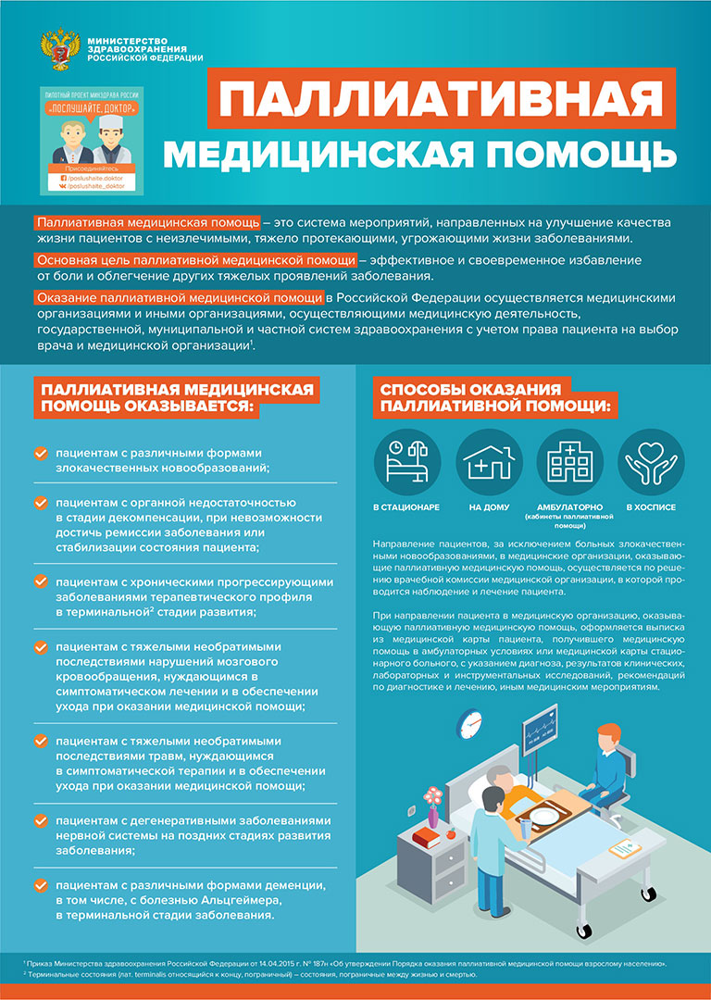 МИНИСТЕРСТВО
ЗДРАВООХРАНЕНИЯ
РОССИЙСКОЙ ФЕДЕРАЦИИ
ПИЛОТНЫЙ ПРОЕКТ МИНЗДРАВА РОССИИ
«ПОСЛУШАЙТЕ, ДОКТОР»
Присоединяйтесь
/poslushaite.doktor
/poslushaite_doktor
ПАЛЛИАТИВНАЯ
МЕДИЦИНСКАЯ ПОМОЩЬ
Паллиативная медицинская помощь – это система мероприятий, направленных на улучшение качества
жизни пациентов с неизлечимыми, тяжело протекающими, угрожающими жизни заболеваниями.
Основная цель паллиативной медицинской помощи – эффективное и своевременное избавление
от боли и облегчение других тяжелых проявлений заболевания.
Оказание паллиативной медицинской помощи в Российской Федерации осуществляется медицинскими
организациями и иными организациями, осуществляющими медицинскую деятельность,
государственной, муниципальной и частной систем здравоохранения с учетом права пациента на выбор
врача и медицинской организации¹.
ПАЛЛИАТИВНАЯ МЕДИЦИНСКАЯ
ПОМОЩЬ ОКАЗЫВАЕТСЯ:
пациентам с различными формами
злокачественных новообразований;
пациентам с органной недостаточностью
в стадии декомпенсации, при невозможности
достичь ремиссии заболевания или
стабилизации состояния пациента;
пациентам с хроническими прогрессирующими
заболеваниями терапевтического профиля
в терминальной² стадии развития;
пациентам с тяжелыми необратимыми
последствиями нарушений мозгового
кровообращения, нуждающимся в
симптоматическом лечении и в обеспечении
ухода при оказании медицинской помощи;
пациентам с тяжелыми необратимыми
последствиями травм, нуждающимся
в симптоматической терапии и в обеспечении
ухода при оказании медицинской помощи;
пациентам с дегенеративными заболеваниями
нервной системы на поздних стадиях развития
заболевания;
пациентам с различными формами деменции,
в том числе, с болезнью Альцгеймера,
в терминальной стадии заболевания.
СПОСОБЫ ОКАЗАНИЯ
ПАЛЛИАТИВНОЙ ПОМОЩИ:
В СТАЦИОНАРЕ
НА ДОМУ
АМБУЛАТОРНО
(кабинеты паллиативной
помощи)
В ХОСПИСЕ
Направление пациентов, за исключением больных злокачествен-
ными новообразованиями, в медицинские организации, оказываю-
щие паллиативную медицинскую помощь, осуществляется по реше-
нию врачебной комиссии медицинской организации, в которой про-
водится наблюдение и лечение пациента.
При направлении пациента в медицинскую организацию, оказыва-
ющую паллиативную медицинскую помощь, оформляется выписка
из медицинской карты пациента, получившего медицинскую
помощь в амбулаторных условиях или медицинской карты стацио-
нарного больного, с указанием диагноза, результатов клинических,
лабораторных и инструментальных исследований, рекомендаций
по диагностике и лечению, иным медицинским мероприятиям.
¹ Приказ Министерства здравоохранения Российской Федерации от 14.04.2015 г. № 187н «Об утверждении Порядка оказания паллиативной медицинской помощи взрослому населению».
² Терминальные состояния (лат. terminalis относящийся к концу, пограничный) – состояния, пограничные между жизнью и смертью.